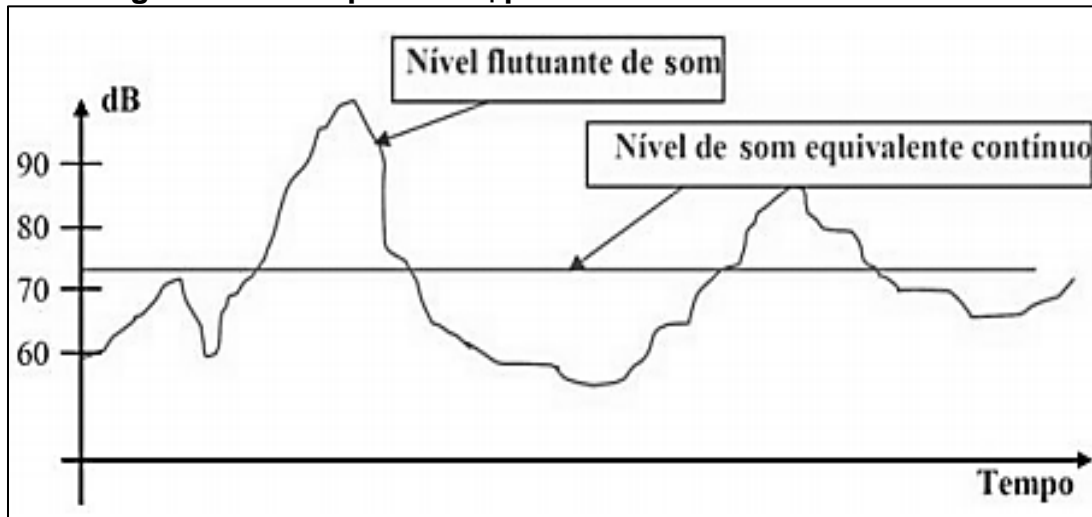 Nível flutuante de som
dB
Nível de som equivalente contínuo
90
80
70
60
Tempo